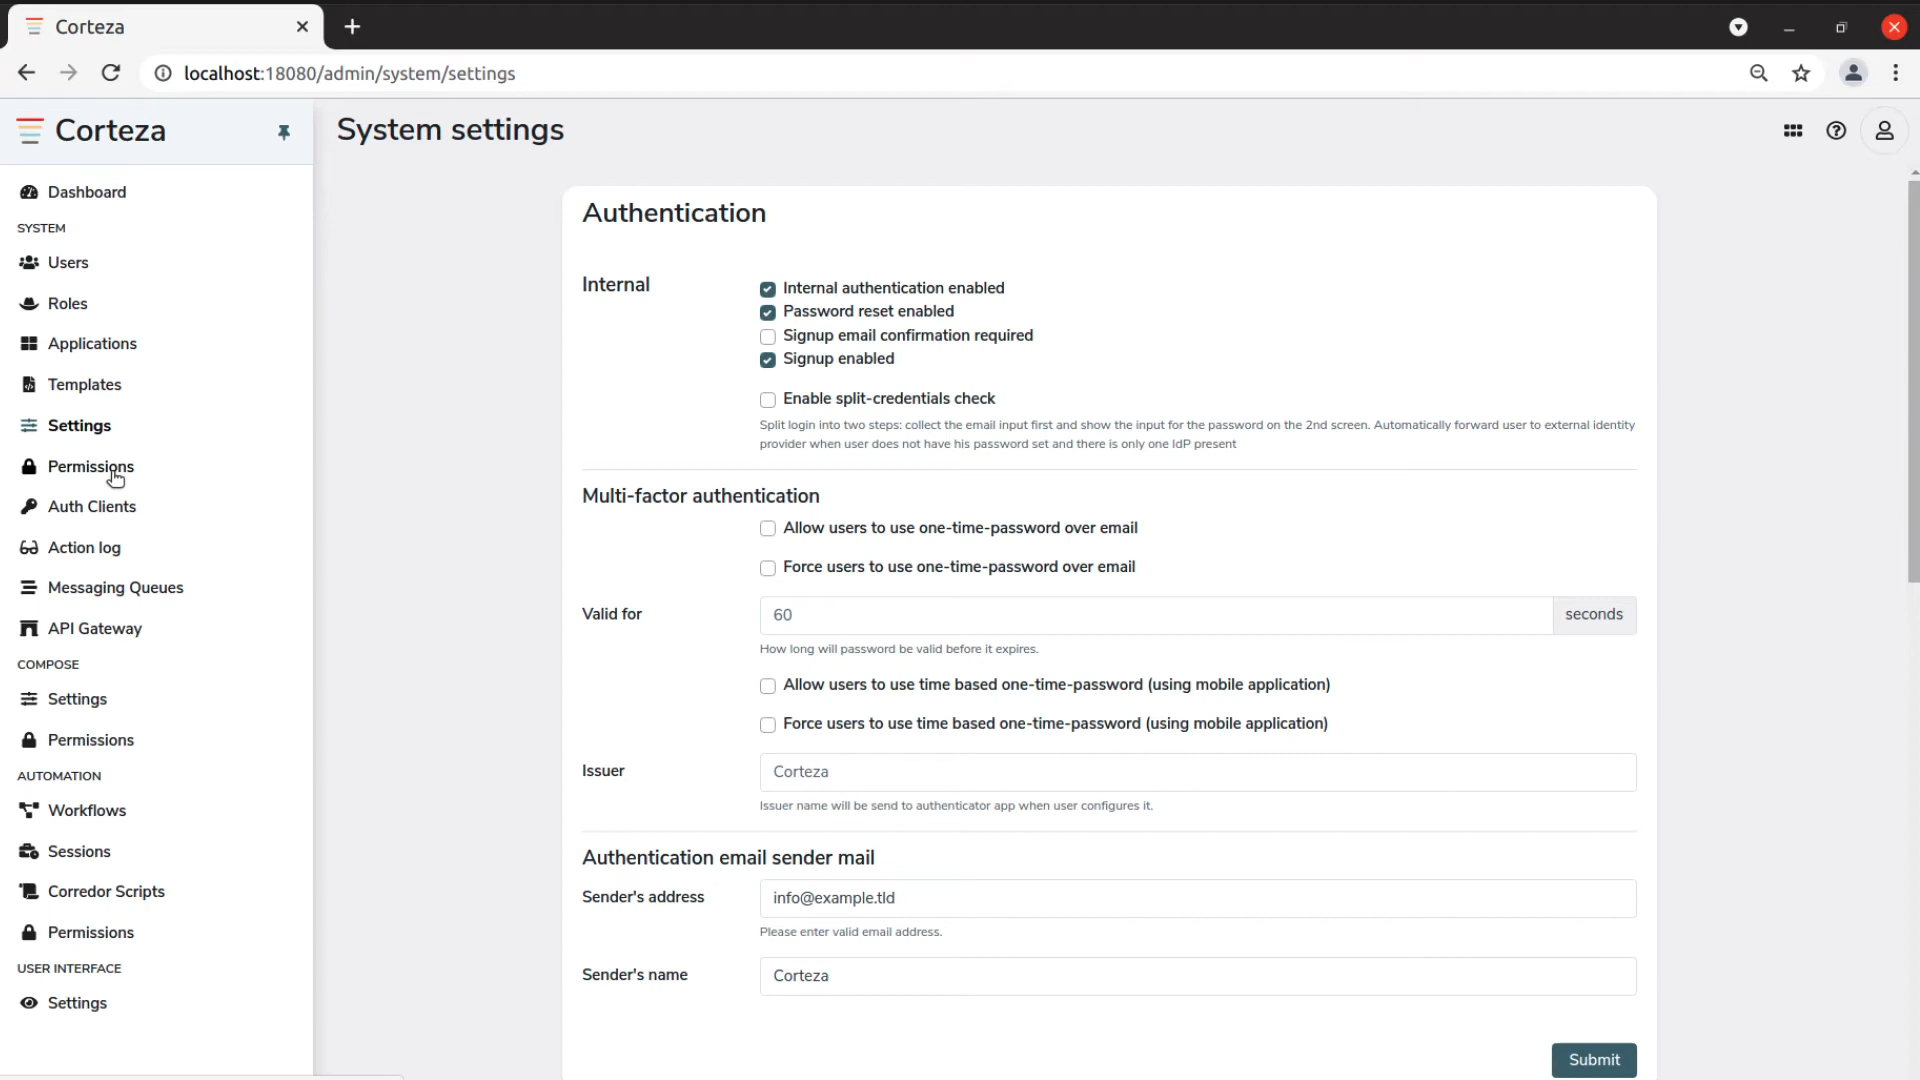 Corteza
localhost:18080/admin/system/settings
Corteza
System settings
Dashboard
SYSTEM
Users
Roles
Applications
Templates
Settings
Permissions
Auth Clients
Action log
Messaging Queues
API Gateway
COMPOSE
Settings
Permissions
AUTOMATION
Workflows
Sessions
Corredor Scripts
Permissions
USER INTERFACE
Settings
Authentication
Internal
Internal authentication enabled
Password reset enabled
Signup email confirmation required
Signup enabled
Enable split-credentials check
Split login into two steps: collect the email input first and show the input for the password on the 2nd screen. Automatically forward user to external identity
provider when user does not have his password set and there is only one IdP present
Multi-factor authentication
Allow users to use one-time-password over email
Force users to use one-time-password over email
Valid for
60
seconds
How long will password be valid before it expires.
Allow users to use time based one-time-password (using mobile application)
Force users to use time based one-time-password (using mobile application)
Issuer
Corteza
Issuer name will be send to authenticator app when user configures it.
Authentication email sender mail
Sender's address
info@example.tld
Please enter valid email address.
Sender's name
Corteza
Submit